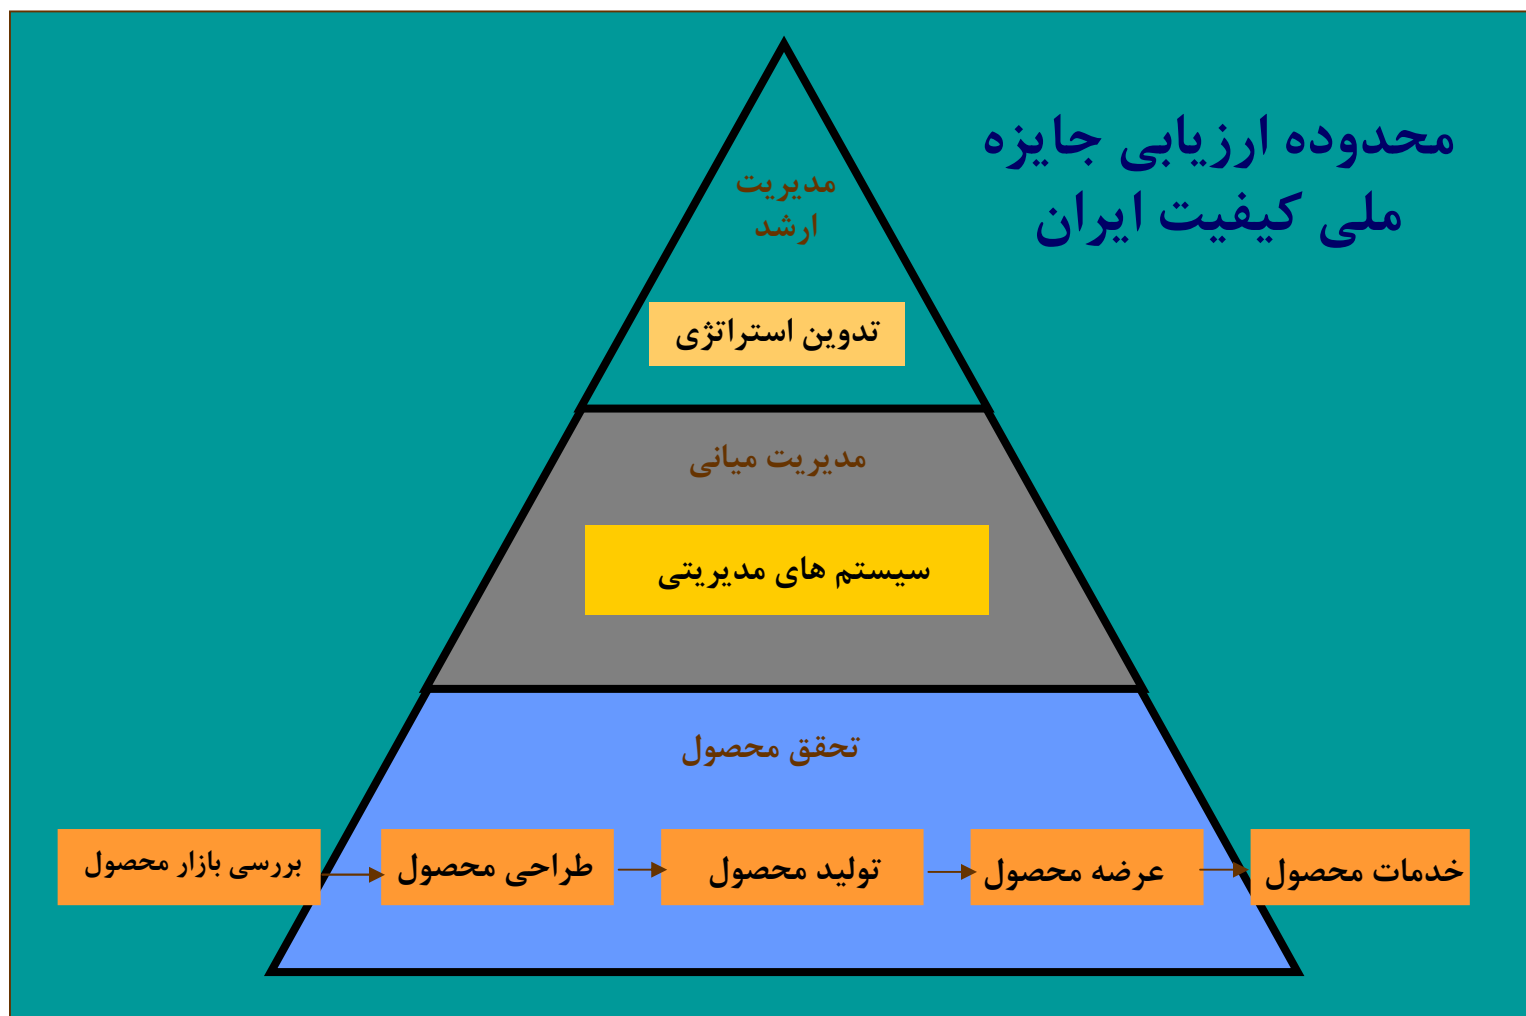 محدوده ارزیابی جایزه
ملی کیفیت ایران
مدیریت
ارشد
تدوین استراتژی
مدیریت میانی
سیستم های مدیریتی
تحقق محصول
بررسی بازار محصول
طراحی محصول
تولید محصول
عرضه محصول
خدمات محصول